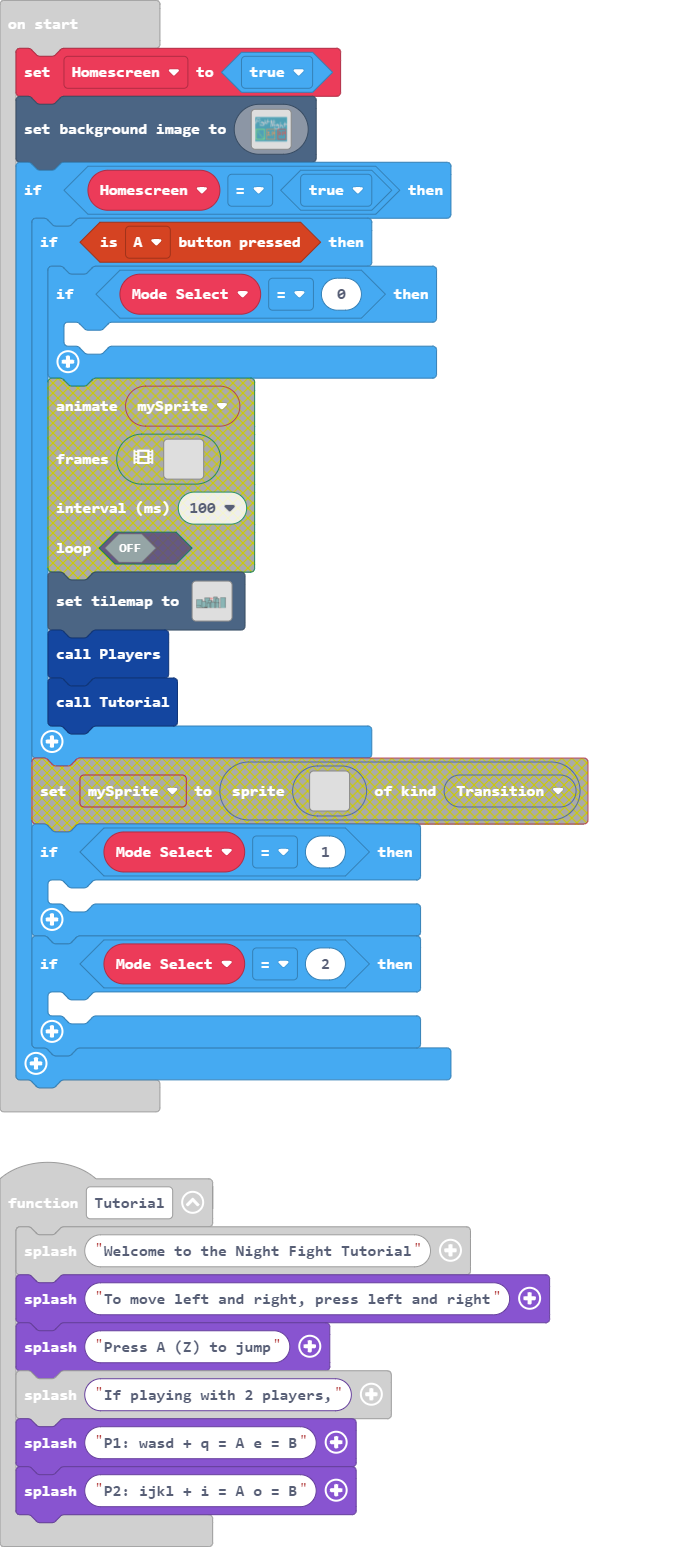 on start
set Homescreen to true
set background image to
if Homescreen = true then
if is A button pressed then
if Mode Select = 0 then
animate mySprite
frames
interval (ms) 100
loop OFF
set tilemap to
call Players
call Tutorial
set mySprite to sprite of kind Transition
if Mode Select = 1 then
if Mode Select = 2 then
function Tutorial
splash "Welcome to the Night Fight Tutorial"
splash "To move left and right, press left and right"
splash "Press A (Z) to jump"
splash "If playing with 2 players,"
splash "P1: wasd + q = A e = B"
splash "P2: ijkl + i = A o = B"